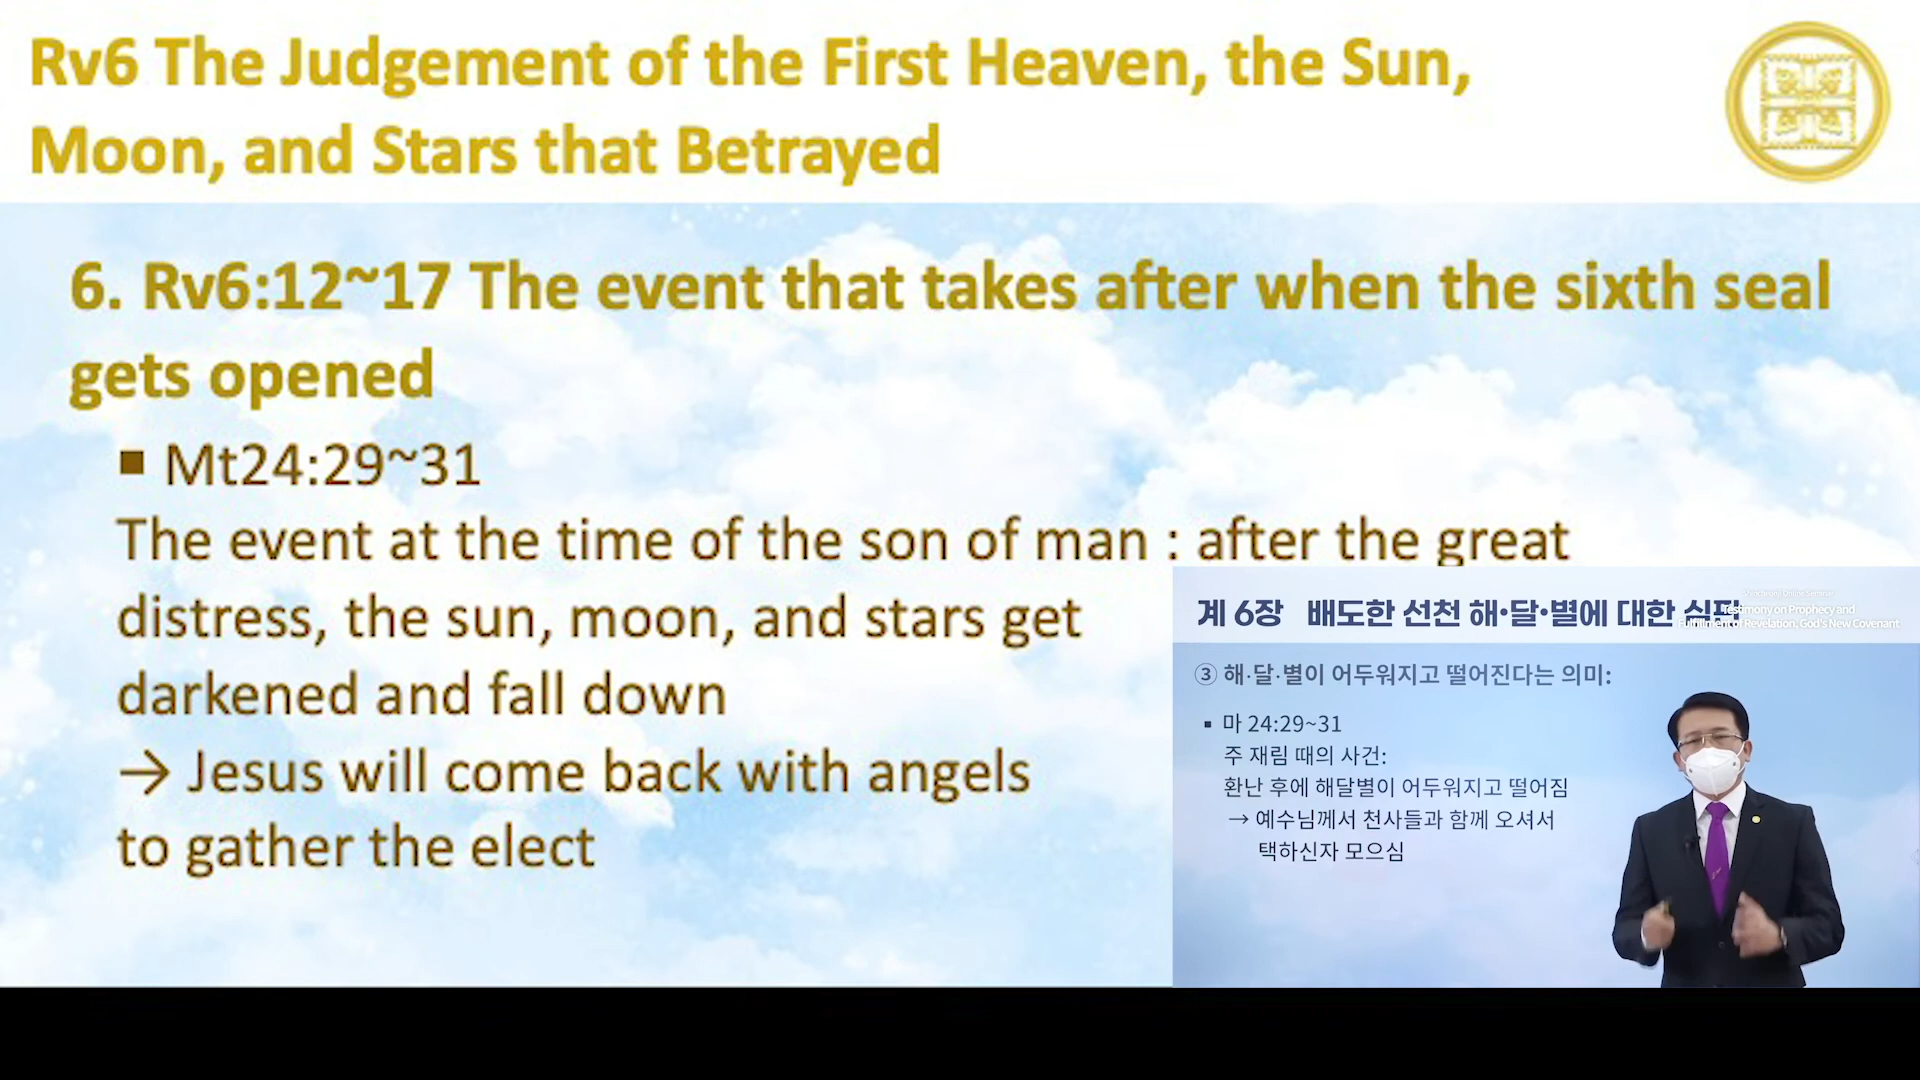 Rv6 The Judgement of the First Heaven, the Sun,
Moon, and Stars that Betrayed
6. Rv6:12~17 The event that takes after when the sixth seal
gets opened
▪ Mt24:29~31
The event at the time of the son of man : after the great
distress, the sun, moon, and stars get
darkened and fall down
→ Jesus will come back with angels
to gather the elect
계 6장 배도한 선천 해·달·별에 대한 심판
Testimony on Prophecy and
Fulfillment of Revelation, God's New Covenant
③ 해·달·별이 어두워지고 떨어진다는 의미:
▪ 마 24:29~31
주 재림 때의 사건:
환난 후에 해달별이 어두워지고 떨어짐
→ 예수님께서 천사들과 함께 오셔서
택하신자 모으심